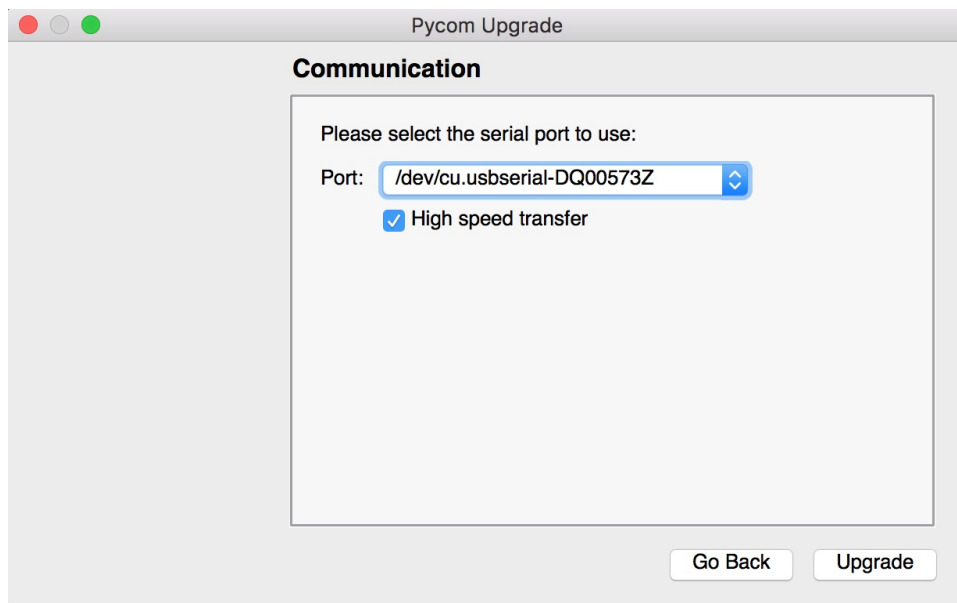 Pycom Upgrade
Communication
Please select the serial port to use:
Port: /dev/cu.usbserial-DQ00573Z
High speed transfer
Go Back Upgrade